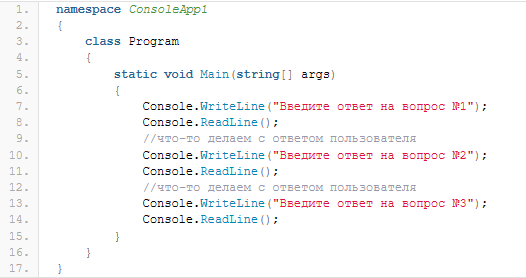 1. namespace ConsoleApp1
2. {
3. class Program
4. {
5. static void Main(string[] args)
6. {
7. Console.WriteLine("Введите ответ на вопрос №1");
8. Console.ReadLine();
9. //что-то делаем с ответом пользователя
10. Console.WriteLine("Введите ответ на вопрос №2");
11. Console.ReadLine();
12. //что-то делаем с ответом пользователя
13. Console.WriteLine("Введите ответ на вопрос №3");
14. Console.ReadLine();
15. }
16. }
17. }